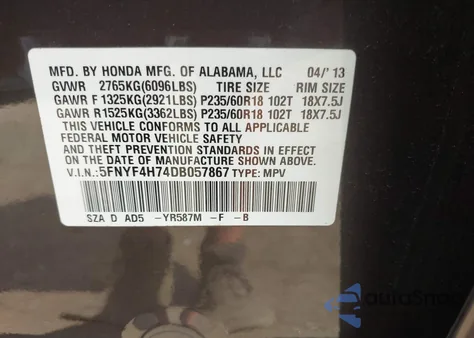 MFD. BY HONDA MFG. OF ALABAMA, LLC 04/'13
GVWR 2765KG(6096LBS) TIRE SIZE RIM SIZE
GAWR F 1325KG(2921LBS) P235/60R18 102T 18X7.5J
GAWR R 1525KG(3362LBS) P235/60R18 102T 18X7.5J
THIS VEHICLE CONFORMS TO ALL APPLICABLE
FEDERAL MOTOR VEHICLE SAFETY
AND THEFT PREVENTION STANDARDS IN EFFECT
ON THE DATE OF MANUFACTURE SHOWN ABOVE.
V.I.N.:5FNYF4H74DB057867 TYPE: MPV
SZA D AD5 -YR587M -F -B